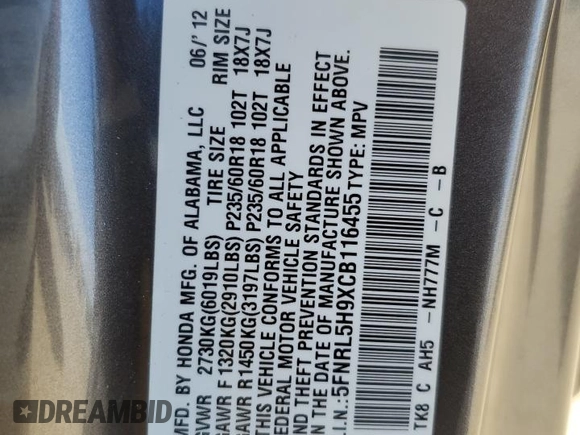 MFD. BY HONDA MFG. OF ALABAMA, LLC 06/'12
GVWR 2730KG(6019LBS) TIRE SIZE RIM SIZE
GAWR F 1320KG(2910LBS) P235/60R18 102T 18X7J
GAWR R1450KG(3197LBS) P235/60R18 102T 18X7J
THIS VEHICLE CONFORMS TO ALL APPLICABLE
FEDERAL MOTOR VEHICLE SAFETY
AND THEFT PREVENTION STANDARDS IN EFFECT
ON THE DATE OF MANUFACTURE SHOWN ABOVE.
V.I.N.:5FNRL5H9XCB116455 TYPE: MPV
TK8 C AH5 -NH777M -C -B
DREAMBID